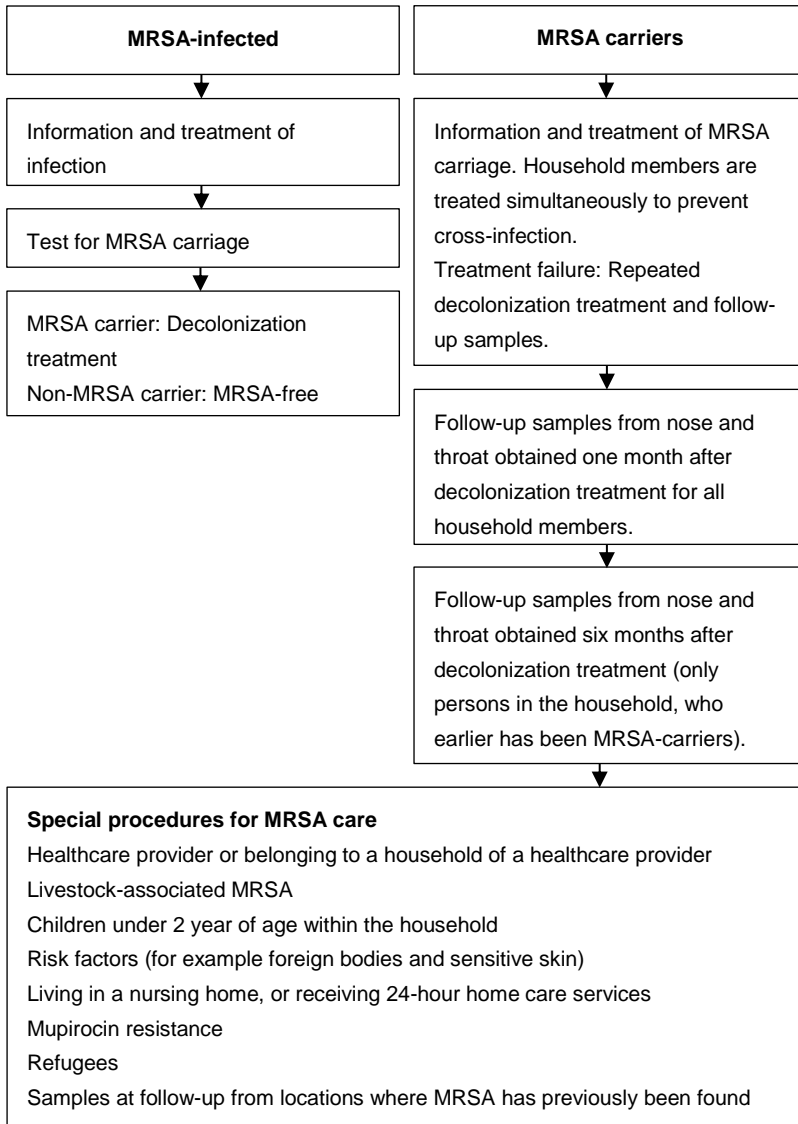 MRSA-infected
Information and treatment of
infection
Test for MRSA carriage
MRSA carrier: Decolonization
treatment
Non-MRSA carrier: MRSA-free
MRSA carriers
Information and treatment of MRSA
carriage. Household members are
treated simultaneously to prevent
cross-infection.
Treatment failure: Repeated
decolonization treatment and follow-
up samples.
Follow-up samples from nose and
throat obtained one month after
decolonization treatment for all
household members.
Follow-up samples from nose and
throat obtained six months after
decolonization treatment (only
persons in the household, who
earlier has been MRSA-carriers).
Special procedures for MRSA care
Healthcare provider or belonging to a household of a healthcare provider
Livestock-associated MRSA
Children under 2 year of age within the household
Risk factors (for example foreign bodies and sensitive skin)
Living in a nursing home, or receiving 24-hour home care services
Mupirocin resistance
Refugees
Samples at follow-up from locations where MRSA has previously been found